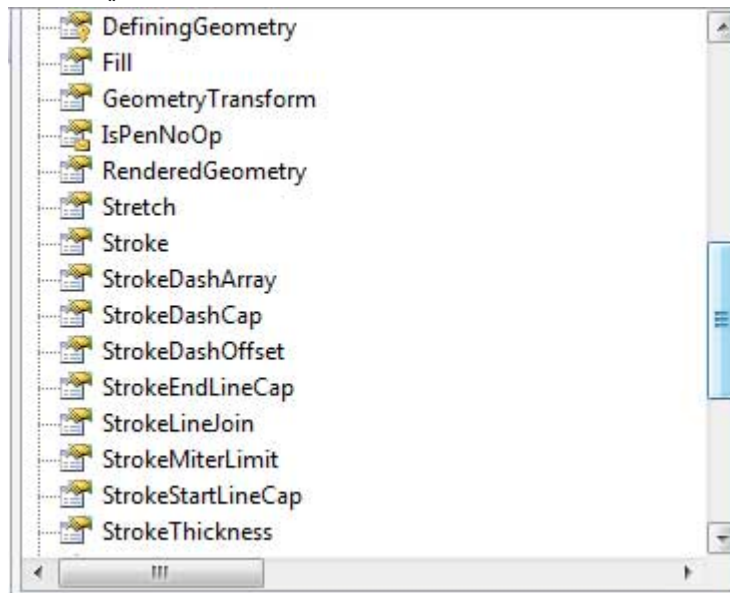 DefiningGeometry
Fill
GeometryTransform
IsPenNoOp
RenderedGeometry
Stretch
Stroke
StrokeDashArray
StrokeDashCap
StrokeDashOffset
StrokeEndLineCap
StrokeLineJoin
StrokeMiterLimit
StrokeStartLineCap
StrokeThickness